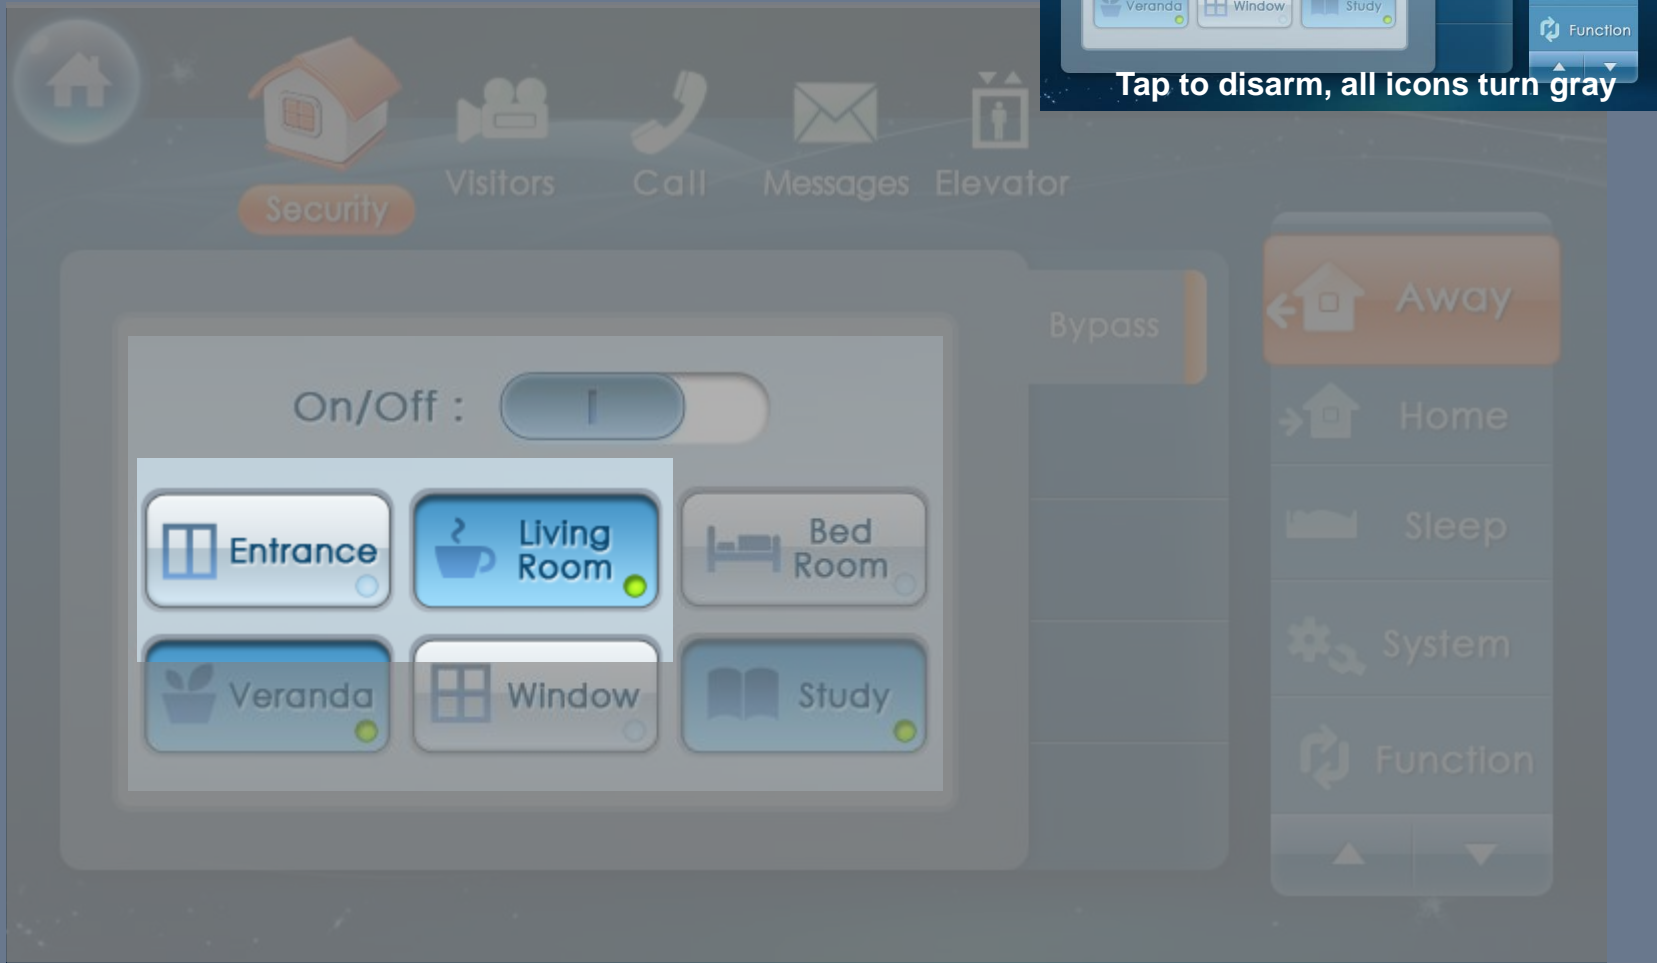 Veranda
Window
Study
Function
Tap to disarm, all icons turn gray
Security
Visitors
Call
Messages
Elevator
On/Off :
Entrance
Living
Room
Bed
Room
Veranda
Window
Study
Bypass
Away
Home
Sleep
System
Function